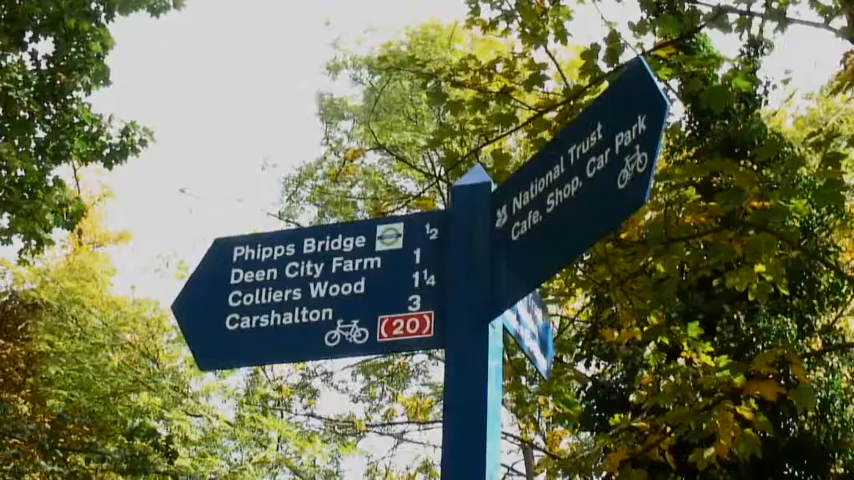 Phipps Bridge ½
Deen City Farm 1
Colliers Wood 1¼
Carshalton 3
(20)
National Trust
Cafe. Shop. Car Park